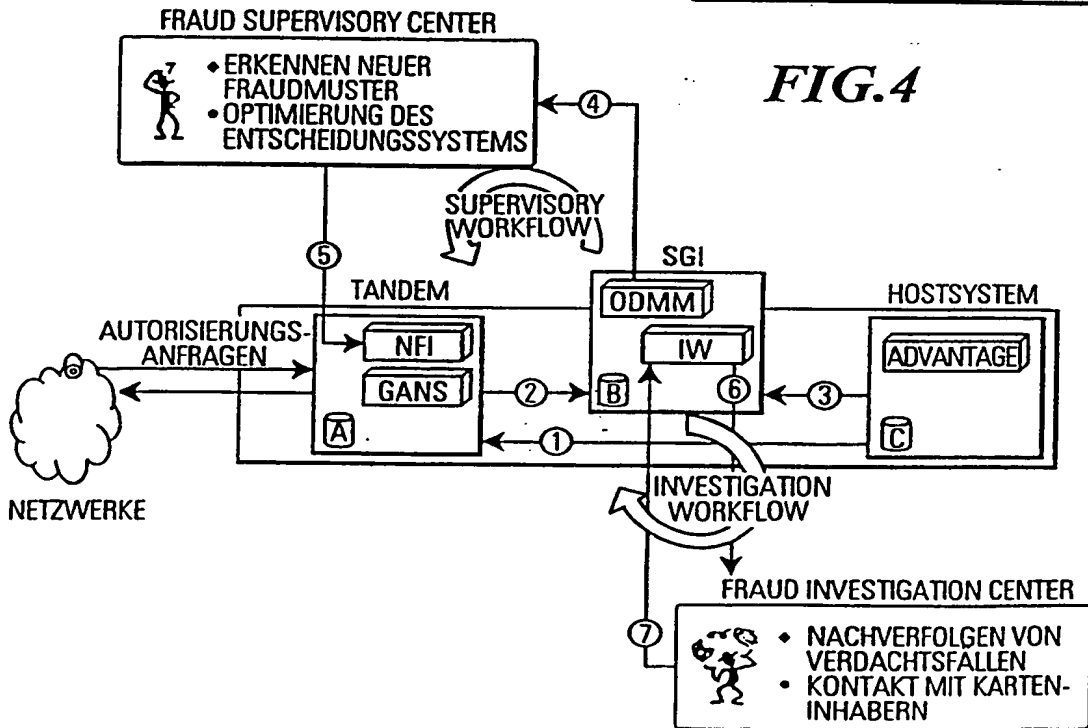 FRAUD SUPERVISORY CENTER
?
• ERKENNEN NEUER
FRAUDMUSTER
• OPTIMIERUNG DES
ENTSCHEIDUNGSSYSTEMS
FIG.4
4
SUPERVISORY
WORKFLOW
5
SGI
TANDEM
ODMM
HOSTSYSTEM
AUTORISIERUNGS-
ANFRAGEN
NFI
IW
ADVANTAGE
GANS
2
B
6
3
A
1
C
NETZWERKE
INVESTIGATION
WORKFLOW
FRAUD INVESTIGATION CENTER
7
• NACHVERFOLGEN VON
VERDACHTSFÄLLEN
• KONTAKT MIT KARTEN-
INHABERN